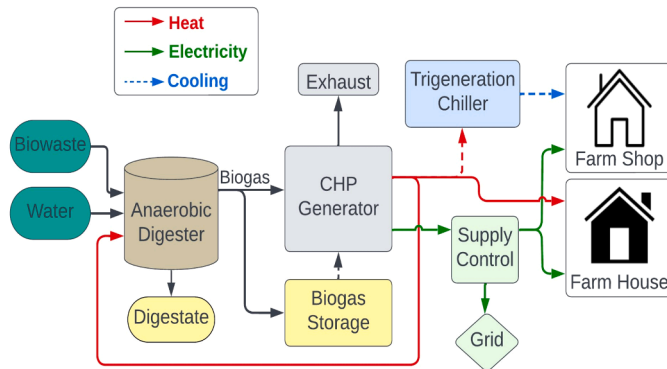 Heat
Electricity
Cooling
Exhaust
Trigeneration
Chiller
Farm Shop
Biowaste
Water
Anaerobic
Digester
Biogas
CHP
Generator
Supply
Control
Farm House
Digestate
Biogas
Storage
Grid